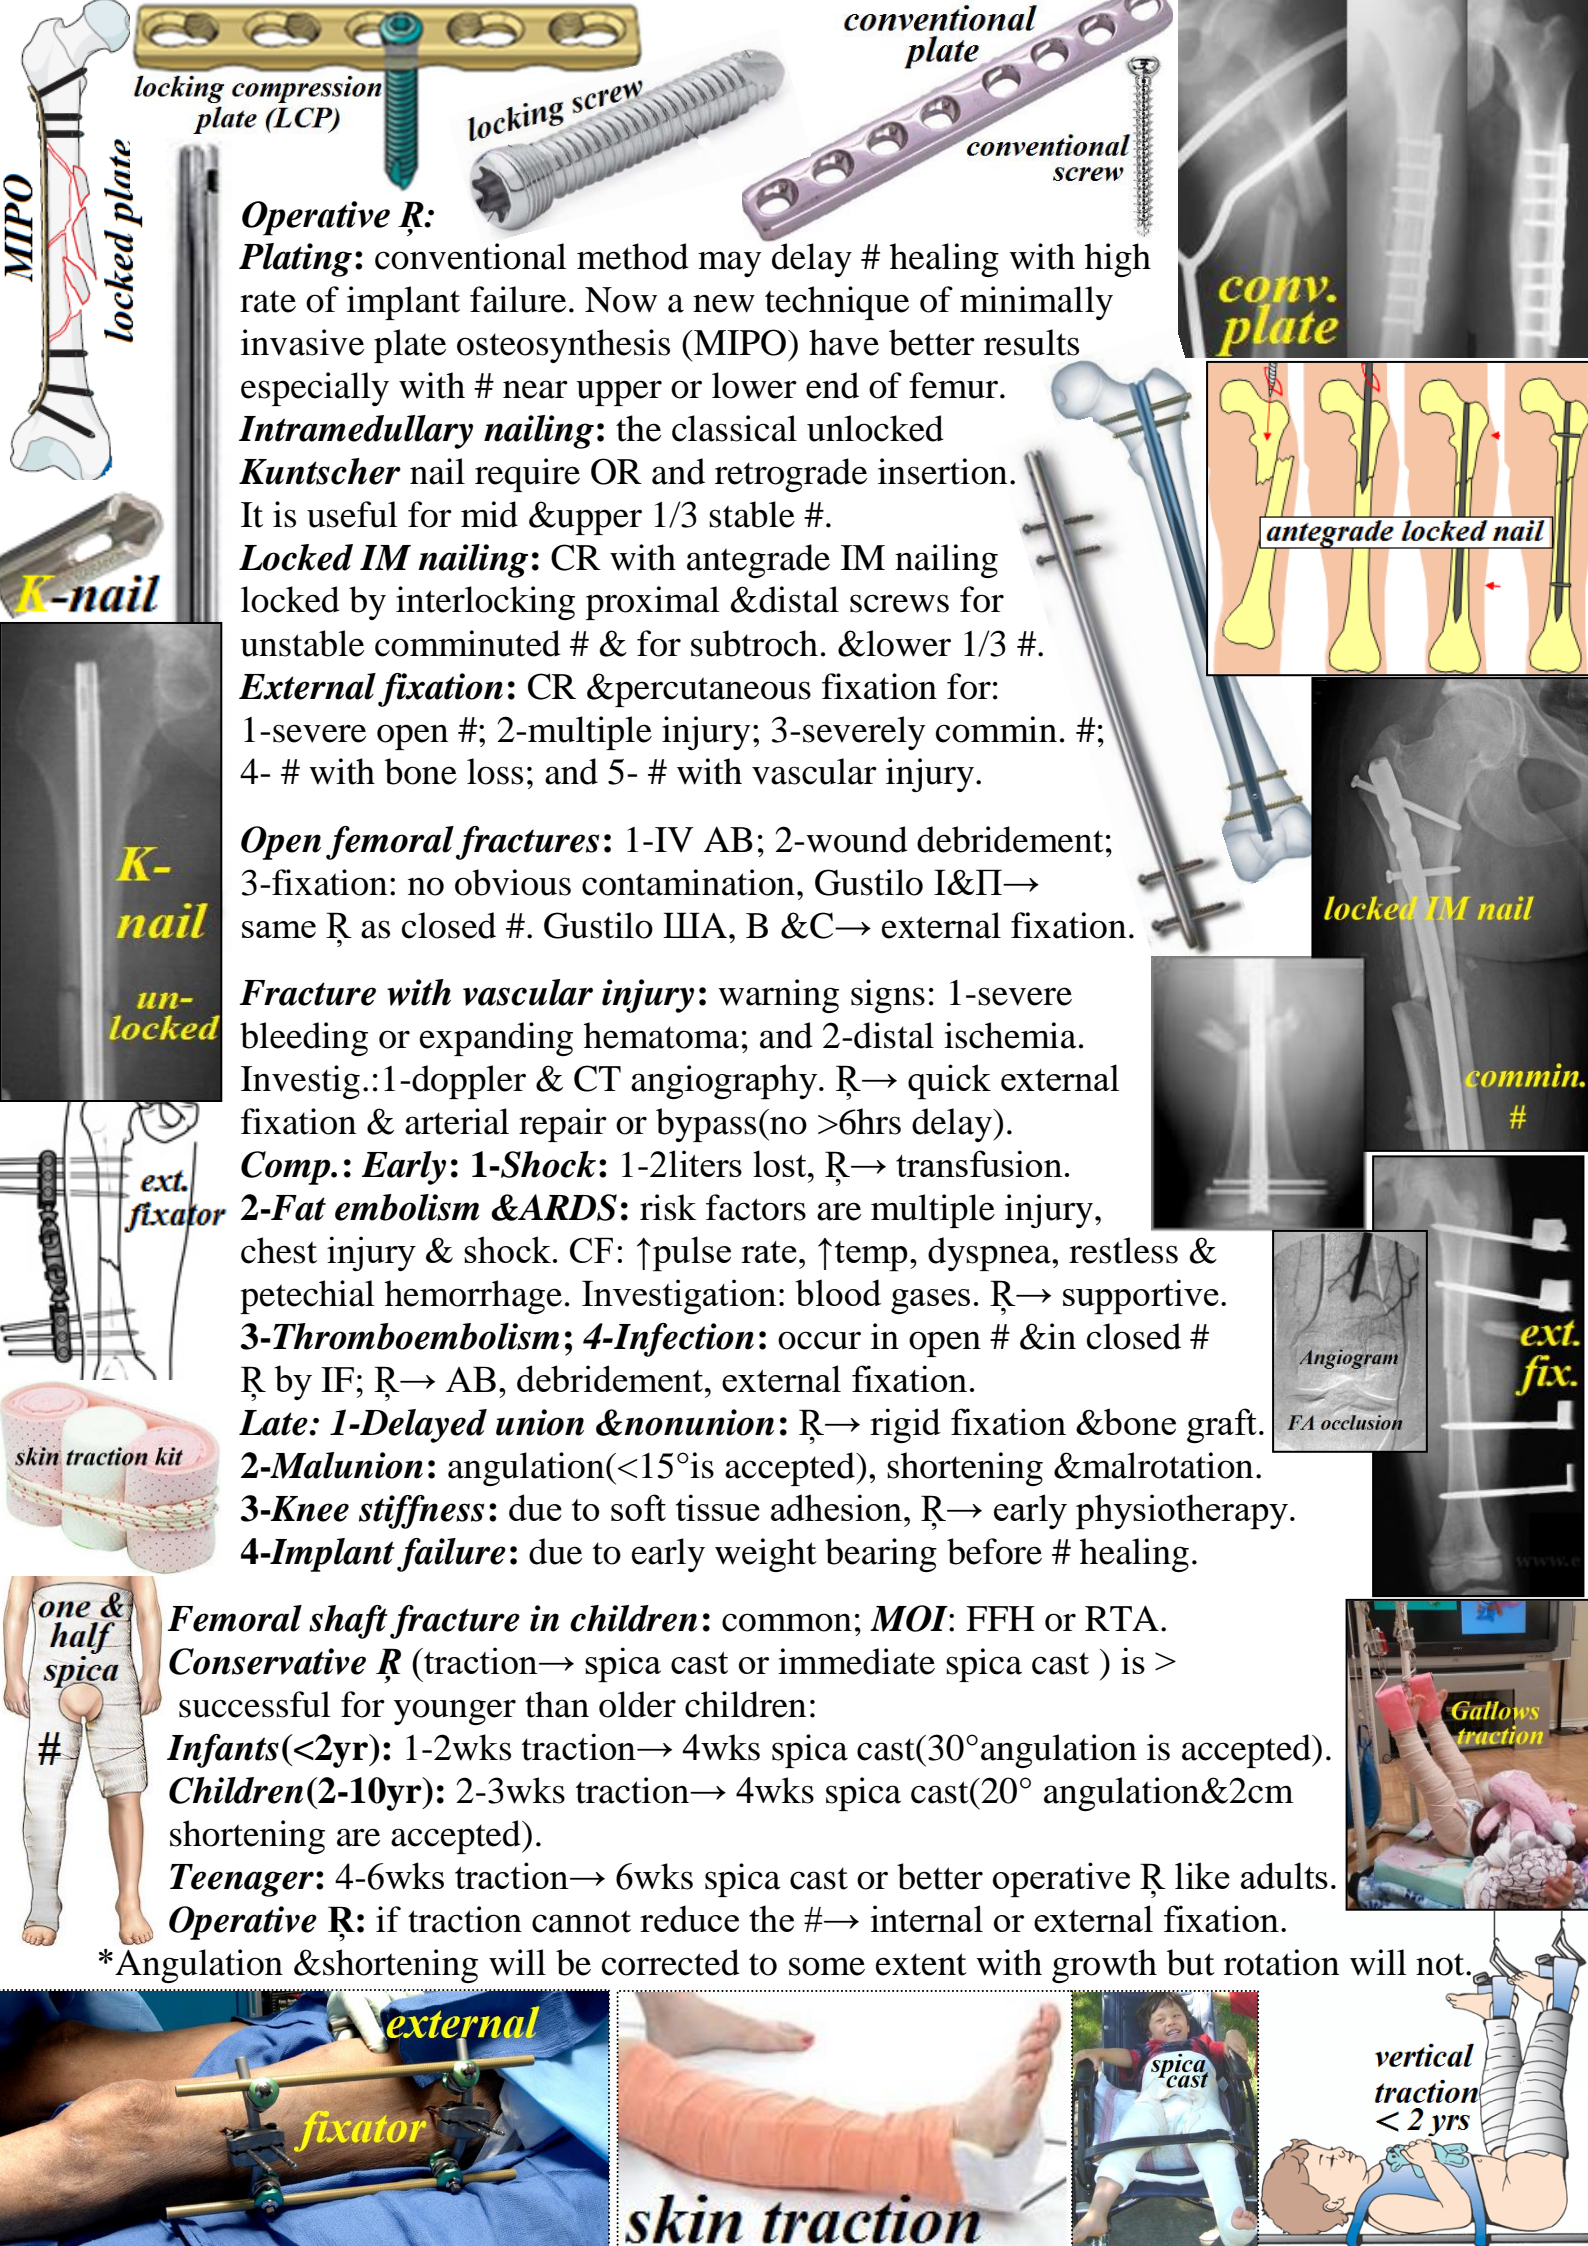 conventional
plate
locking compression
plate (LCP)
locking screw
conventional
screw
MIPO
locked plate
conv.
plate
Operative Ŗ:
Plating: conventional method may delay # healing with high
rate of implant failure. Now a new technique of minimally
invasive plate osteosynthesis (MIPO) have better results
especially with # near upper or lower end of femur.
Intramedullary nailing: the classical unlocked
Kuntscher nail require OR and retrograde insertion.
It is useful for mid &upper 1/3 stable #.
Locked IM nailing: CR with antegrade IM nailing
locked by interlocking proximal &distal screws for
unstable comminuted # & for subtroch. &lower 1/3 #.
External fixation: CR &percutaneous fixation for:
1-severe open #; 2-multiple injury; 3-severely commin. #;
4- # with bone loss; and 5- # with vascular injury.
antegrade locked nail
K-nail
K-
nail
un-
locked
locked IM nail
commin.
#
Open femoral fractures: 1-IV AB; 2-wound debridement;
3-fixation: no obvious contamination, Gustilo I&Π→
same Ŗ as closed #. Gustilo ШA, B &C→ external fixation.
Fracture with vascular injury: warning signs: 1-severe
bleeding or expanding hematoma; and 2-distal ischemia.
Investig.:1-doppler & CT angiography. Ŗ→ quick external
fixation & arterial repair or bypass(no >6hrs delay).
Comp.: Early: 1-Shock: 1-2liters lost, Ŗ→ transfusion.
2-Fat embolism &ARDS: risk factors are multiple injury,
chest injury & shock. CF: ↑pulse rate, ↑temp, dyspnea, restless &
petechial hemorrhage. Investigation: blood gases. Ŗ→ supportive.
3-Thromboembolism; 4-Infection: occur in open # &in closed #
Ŗ by IF; Ŗ→ AB, debridement, external fixation.
Late: 1-Delayed union &nonunion: Ŗ→ rigid fixation &bone graft.
2-Malunion: angulation(<15°is accepted), shortening &malrotation.
3-Knee stiffness: due to soft tissue adhesion, Ŗ→ early physiotherapy.
4-Implant failure: due to early weight bearing before # healing.
ext.
fixator
Angiogram
FA occlusion
ext.
fix.
www.e
skin traction kit
one &
half
spica
#
Femoral shaft fracture in children: common; MOI: FFH or RTA.
Conservative Ŗ (traction→ spica cast or immediate spica cast ) is >
successful for younger than older children:
Infants(<2yr): 1-2wks traction→ 4wks spica cast(30°angulation is accepted).
Children(2-10yr): 2-3wks traction→ 4wks spica cast(20° angulation&2cm
shortening are accepted).
Teenager: 4-6wks traction→ 6wks spica cast or better operative Ŗ like adults.
Operative Ŗ: if traction cannot reduce the #→ internal or external fixation.
*Angulation &shortening will be corrected to some extent with growth but rotation will not.
Gallows
traction
external
fixator
skin traction
spica
cast
vertical
traction
< 2 yrs